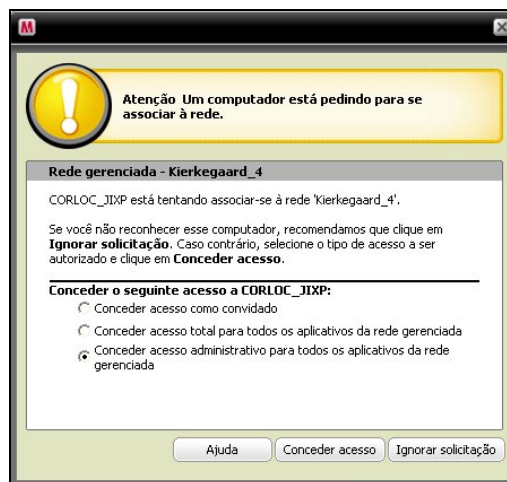 M
Atenção Um computador está pedindo para se
associar à rede.
Rede gerenciada - Kierkegaard_4
CORLOC_JIXP está tentando associar-se à rede 'Kierkegaard_4'.
Se você não reconhecer esse computador, recomendamos que clique em
Ignorar solicitação. Caso contrário, selecione o tipo de acesso a ser
autorizado e clique em Conceder acesso.
Conceder o seguinte acesso a CORLOC_JIXP:
Conceder acesso como convidado
Conceder acesso total para todos os aplicativos da rede gerenciada
Conceder acesso administrativo para todos os aplicativos da rede
gerenciada
Ajuda
Conceder acesso
Ignorar solicitação